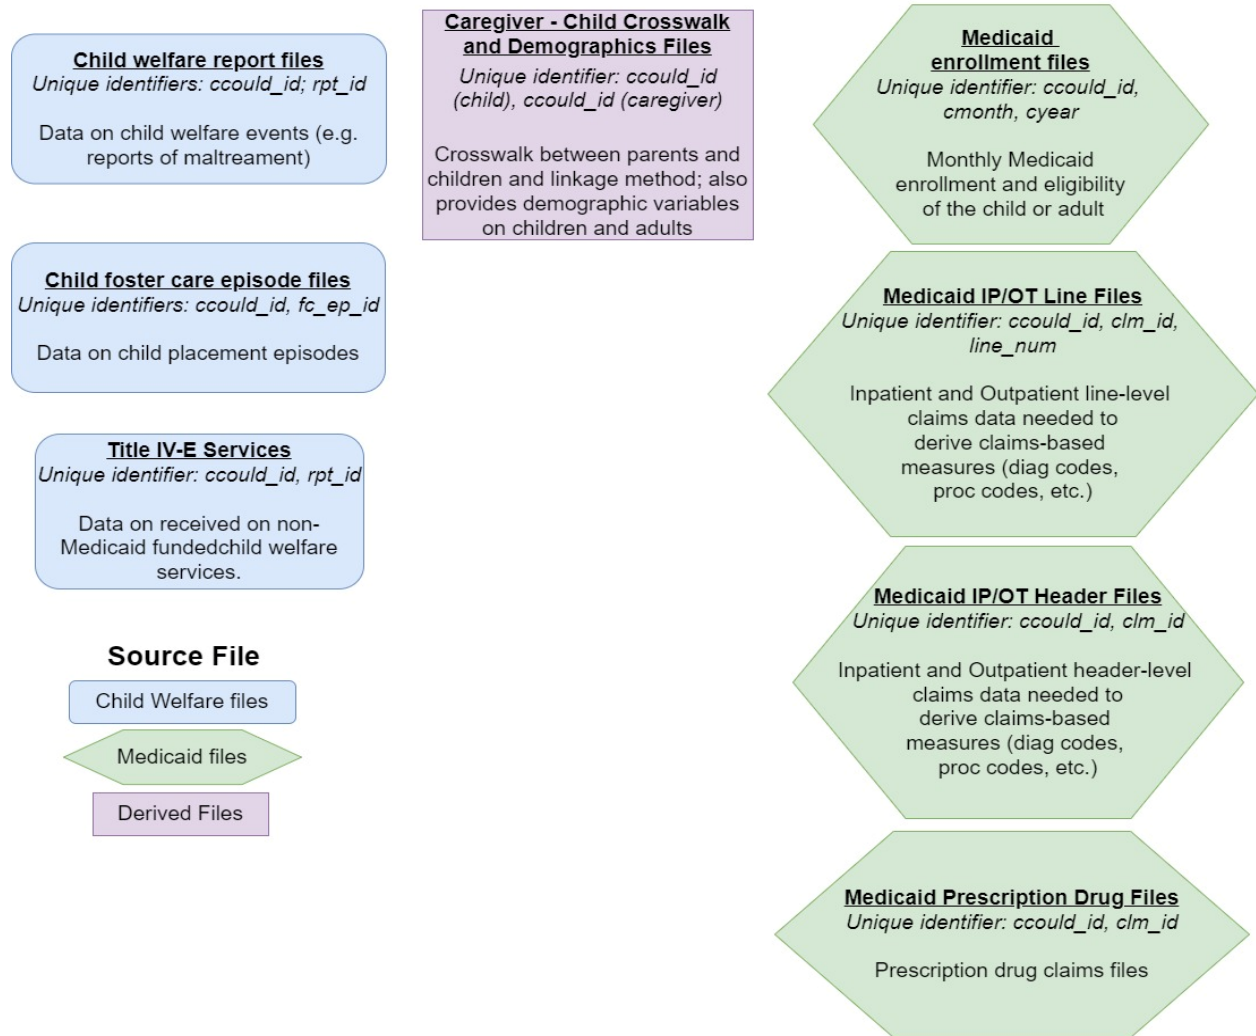 Child welfare report files
Unique identifiers: ccould_id; rpt_id
Data on child welfare events (e.g.
reports of maltreament)
Child foster care episode files
Unique identifiers: ccould_id, fc_ep_id
Data on child placement episodes
Title IV-E Services
Unique identifier: ccould_id, rpt_id
Data on received on non-
Medicaid fundedchild welfare
services.
Source File
Child Welfare files
Medicaid files
Derived Files
Caregiver - Child Crosswalk
and Demographics Files
Unique identifier: ccould_id
(child), ccould_id (caregiver)
Crosswalk between parents and
children and linkage method; also
provides demographic variables
on children and adults
Medicaid
enrollment files
Unique identifier: ccould_id,
cmonth, cyear
Monthly Medicaid
enrollment and eligibility
of the child or adult
Medicaid IP/OT Line Files
Unique identifier: ccould_id, clm_id,
line_num
Inpatient and Outpatient line-level
claims data needed to
derive claims-based
measures (diag codes,
proc codes, etc.)
Medicaid IP/OT Header Files
Unique identifier: ccould_id, clm_id
Inpatient and Outpatient header-level
claims data needed to
derive claims-based
measures (diag codes,
proc codes, etc.)
Medicaid Prescription Drug Files
Unique identifier: ccould_id, clm_id
Prescription drug claims files